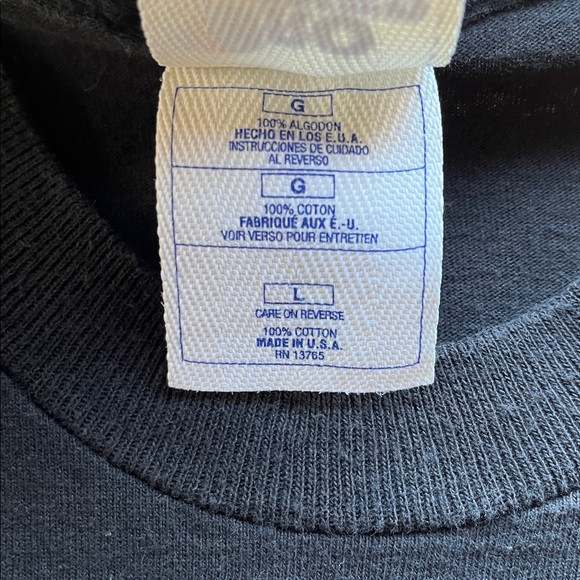 G
100% ALGODON
HECHO EN LOS E.U.A.
INSTRUCCIONES DE CUIDADO
AL REVERSO
G
100% COTON
FABRIQUÉ AUX É.-U.
VOIR VERSO POUR ENTRETIEN
L
CARE ON REVERSE
100% COTTON
MADE IN U.S.A.
RN 13765